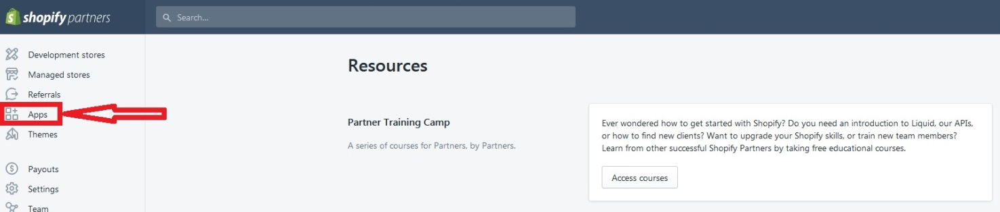 shopify partners
Search...
Development stores
Managed stores
Referrals
Apps
Themes
Payouts
Settings
Team
Resources
Partner Training Camp
A series of courses for Partners, by Partners.
Ever wondered how to get started with Shopify? Do you need an introduction to Liquid, our APIs,
or how to find new clients? Want to upgrade your Shopify skills, or train new team members?
Learn from other successful Shopify Partners by taking free educational courses.
Access courses